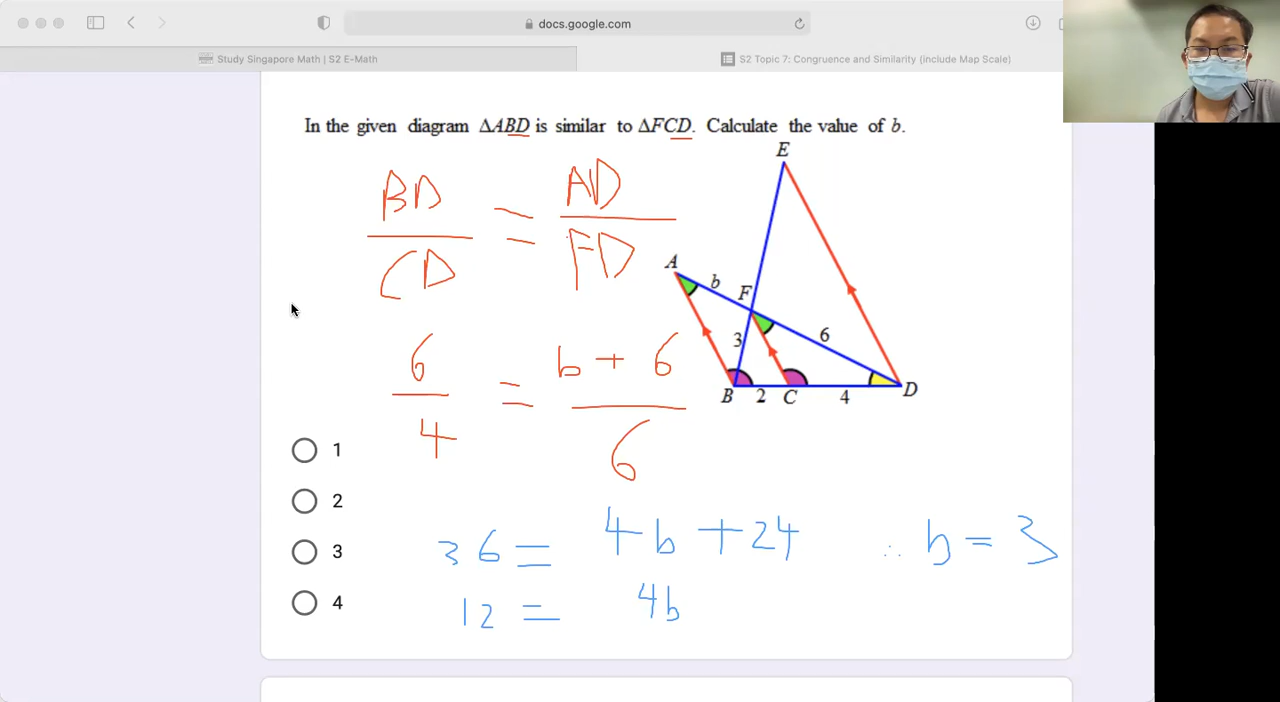 docs.google.com
Study Singapore Math | S2 E-Math
S2 Topic 7: Congruence and Similarity (include Map Scale)
In the given diagram ΔABD is similar to ΔFCD. Calculate the value of b.
E
BD/CD = AD/FD
A
b
F
6
3
B 2 C 4 D
6/4 = b + 6/6
1
2
3
4
36 = 4b + 24
∴ b = 3
12 = 4b